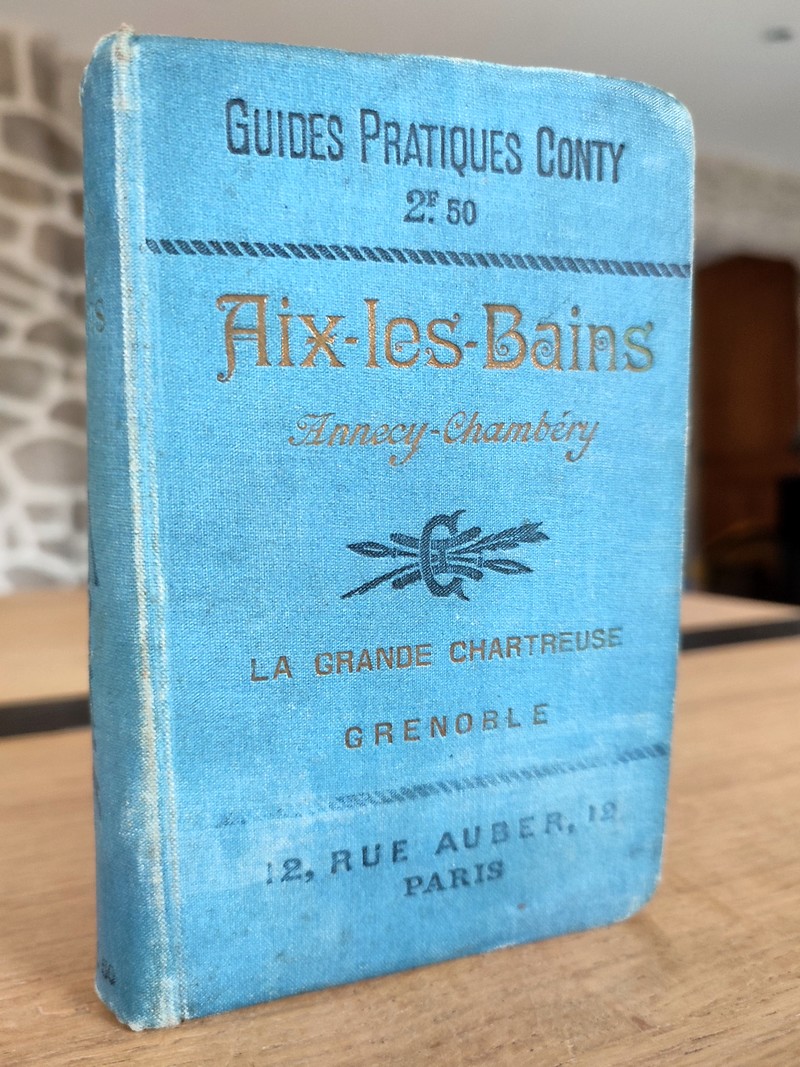 GUIDES PRATIQUES CONTY
2F. 50
Aix-les-Bains
Annecy-Chambéry
LA GRANDE CHARTREUSE
GRENOBLE
12, RUE AUBER, 12
PARIS